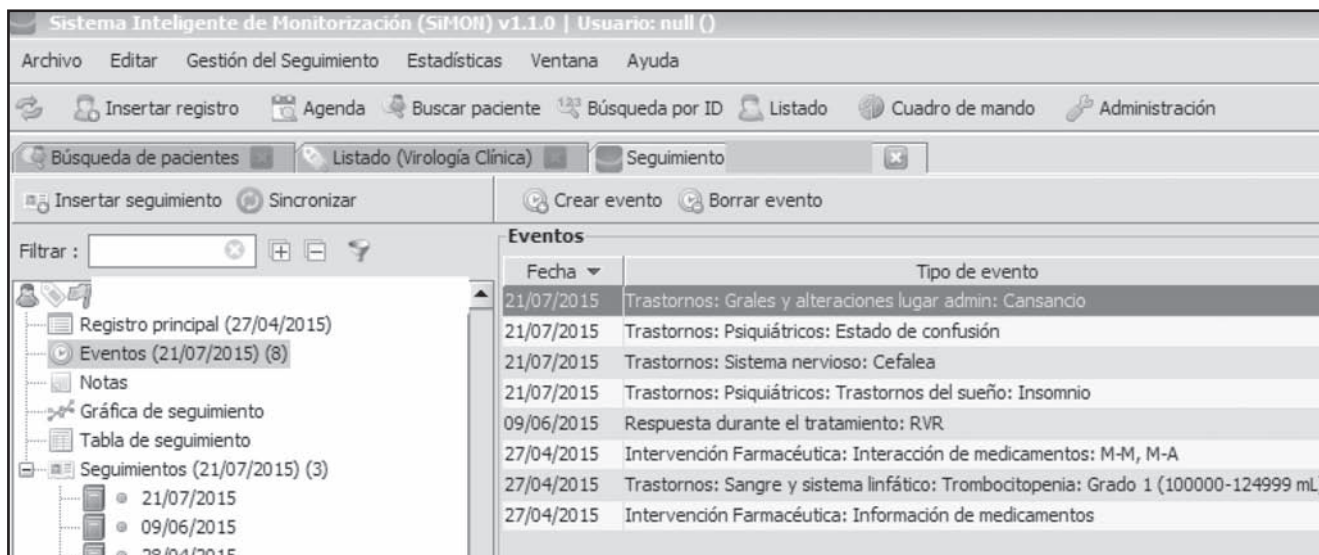 Sistema Inteligente de Monitorización (SiMON) v1.1.0 | Usuario: null ()
Archivo Editar Gestión del Seguimiento Estadísticas Ventana Ayuda
Insertar registro Agenda Buscar paciente Búsqueda por ID Listado Cuadro de mando Administración
Búsqueda de pacientes Listado (Virología Clínica) Seguimiento
Insertar seguimiento Sincronizar Crear evento Borrar evento
Filtrar :
Registro principal (27/04/2015)
Eventos (21/07/2015) (8)
Notas
Gráfica de seguimiento
Tabla de seguimiento
Seguimientos (21/07/2015) (3)
21/07/2015
09/06/2015
28/04/2015
Eventos
Fecha Tipo de evento
21/07/2015 Trastornos: Grales y alteraciones lugar admin: Cansancio
21/07/2015 Trastornos: Psiquiátricos: Estado de confusión
21/07/2015 Trastornos: Sistema nervioso: Cefalea
21/07/2015 Trastornos: Psiquiátricos: Trastornos del sueño: Insomnio
09/06/2015 Respuesta durante el tratamiento: RVR
27/04/2015 Intervención Farmacéutica: Interacción de medicamentos: M-M, M-A
27/04/2015 Trastornos: Sangre y sistema linfático: Trombocitopenia: Grado 1 (100000-124999 mL
27/04/2015 Intervención Farmacéutica: Información de medicamentos